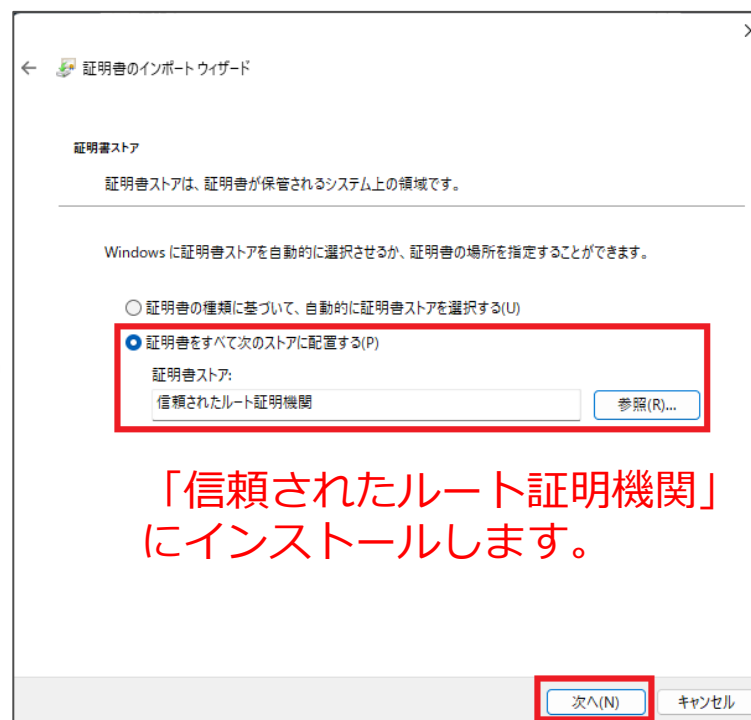 証明書のインポート ウィザード
証明書ストア
証明書ストアは、証明書が保管されるシステム上の領域です。
Windows に証明書ストアを自動的に選択させるか、証明書の場所を指定することができます。
証明書の種類に基づいて、自動的に証明書ストアを選択する(U)
証明書をすべて次のストアに配置する(P)
証明書ストア:
信頼されたルート証明機関
参照(R)...
「信頼されたルート証明機関」
にインストールします。
次へ(N)
キャンセル